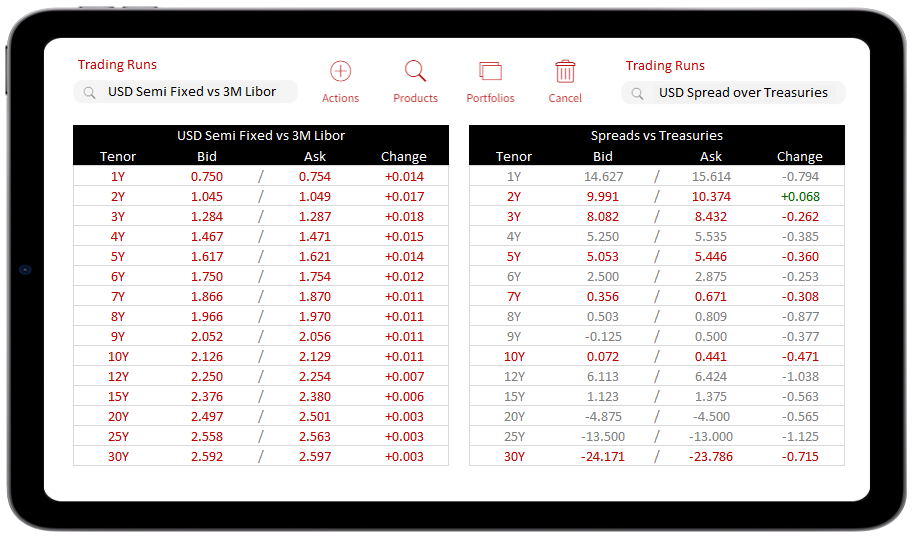 Trading Runs
USD Semi Fixed vs 3M Libor
Actions
Products
Portfolios
Cancel
Trading Runs
USD Spread over Treasuries
USD Semi Fixed vs 3M Libor
Tenor Bid Ask Change
1Y 0.750 / 0.754 +0.014
2Y 1.045 / 1.049 +0.017
3Y 1.284 / 1.287 +0.018
4Y 1.467 / 1.471 +0.015
5Y 1.617 / 1.621 +0.014
6Y 1.750 / 1.754 +0.012
7Y 1.866 / 1.870 +0.011
8Y 1.966 / 1.970 +0.011
9Y 2.052 / 2.056 +0.011
10Y 2.126 / 2.129 +0.011
12Y 2.250 / 2.254 +0.007
15Y 2.376 / 2.380 +0.006
20Y 2.497 / 2.501 +0.003
25Y 2.558 / 2.563 +0.003
30Y 2.592 / 2.597 +0.003
Spreads vs Treasuries
Tenor Bid Ask Change
1Y 14.627 / 15.614 -0.794
2Y 9.991 / 10.374 +0.068
3Y 8.082 / 8.432 -0.262
4Y 5.250 / 5.535 -0.385
5Y 5.053 / 5.446 -0.360
6Y 2.500 / 2.875 -0.253
7Y 0.356 / 0.671 -0.308
8Y 0.503 / 0.809 -0.877
9Y -0.125 / 0.500 -0.377
10Y 0.072 / 0.441 -0.471
12Y 6.113 / 6.424 -1.038
15Y 1.123 / 1.375 -0.563
20Y -4.875 / -4.500 -0.565
25Y -13.500 / -13.000 -1.125
30Y -24.171 / -23.786 -0.715